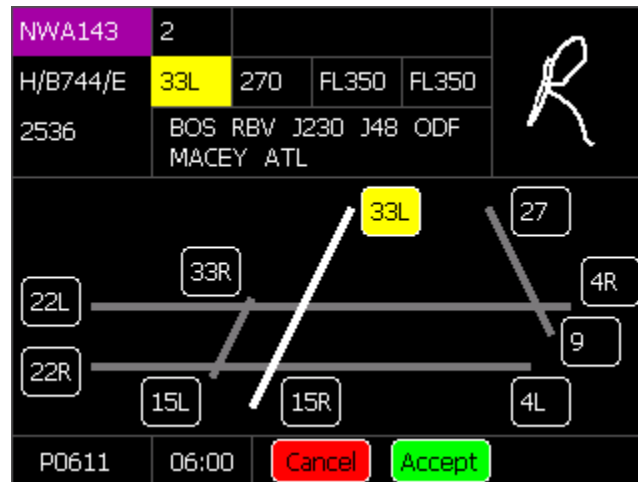 NWA143 2
H/B744/E 33L 270 FL350 FL350
2536 BOS RBV J230 J48 ODF
MACEY ATL
R
33L 27
33R 4R
22L
9
22R
15L 15R 4L
P0611 06:00 Cancel Accept